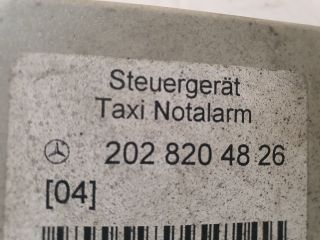 Steuergerät
Taxi Notalarm
202 820 48 26
[04]